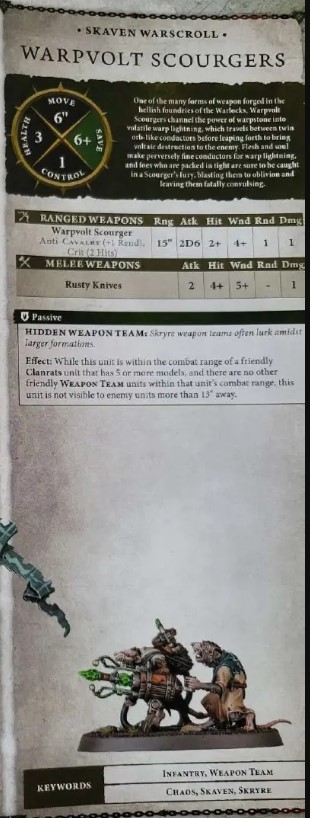 • SKAVEN WARSCROLL •
WARPVOLT SCOURGERS
MOVE
6"
HEALTH
3
6+
SAVE
1
CONTROL
One of the many forms of weapon forged in the
hellish foundries of the Warlocks, Warpvolt
Scourgers channel the power of warpstone into
volatile warp lightning, which travels between twin
orb-like conductors before leaping forth to bring
voltaic destruction to the enemy. Flesh and soul
make perversely fine conductors for warp lightning,
and foes who are packed in tight are sure to be caught
in a Scourger's fury, blasting them to oblivion and
leaving them fatally convulsing.
RANGED WEAPONS Rng Atk Hit Wnd Rnd Dmg
Warpvolt Scourger
Anti-CAVALRY (+1 Rend), 15" 2D6 2+ 4+ 1 1
Crit (2 Hits)
MELEE WEAPONS Atk Hit Wnd Rnd Dmg
Rusty Knives 2 4+ 5+ - 1
Passive
HIDDEN WEAPON TEAM: Skryre weapon teams often lurk amidst
larger formations.
Effect: While this unit is within the combat range of a friendly
Clanrats unit that has 5 or more models, and there are no other
friendly WEAPON TEAM units within that unit's combat range, this
unit is not visible to enemy units more than 13" away.
KEYWORDS
INFANTRY, WEAPON TEAM
CHAOS, SKAVEN, SKRYRE